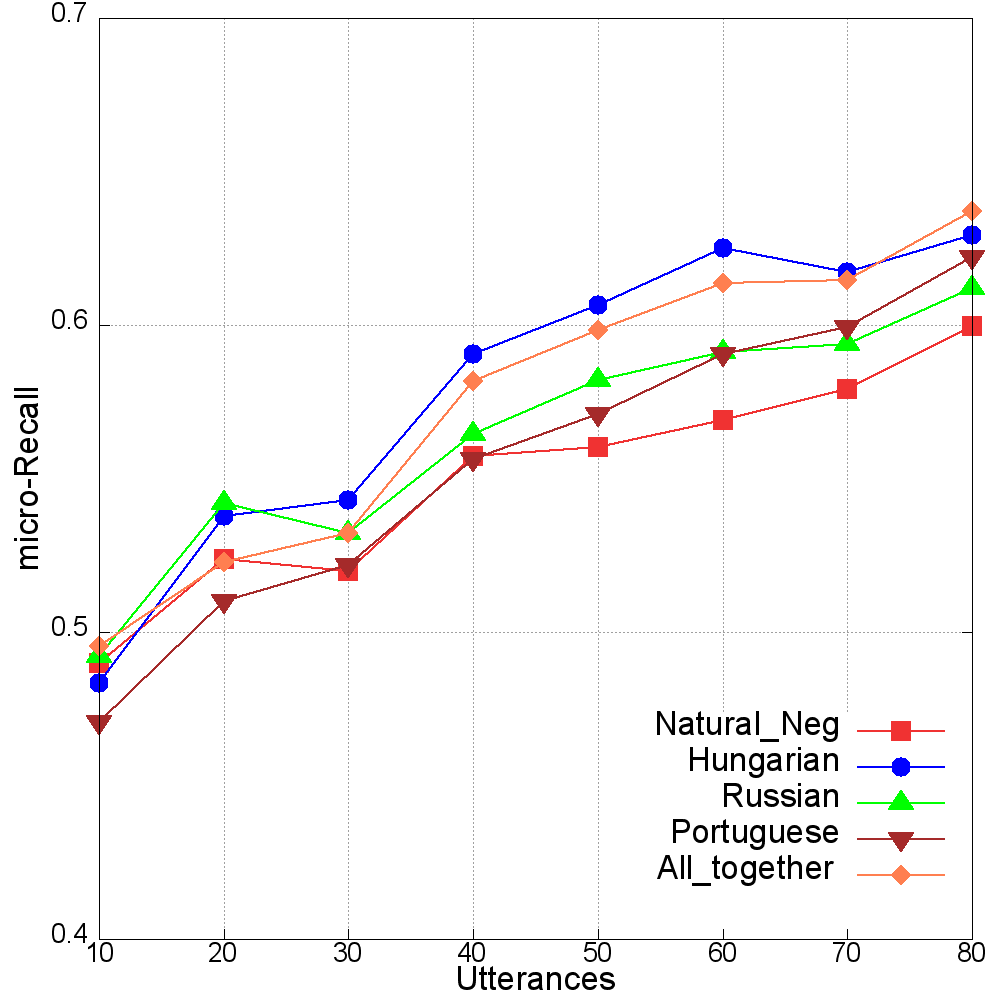 0.7
0.6
0.5
0.4
micro-Recall
Natural_Neg
Hungarian
Russian
Portuguese
All_together
10 20 30 40 50 60 70 80
Utterances